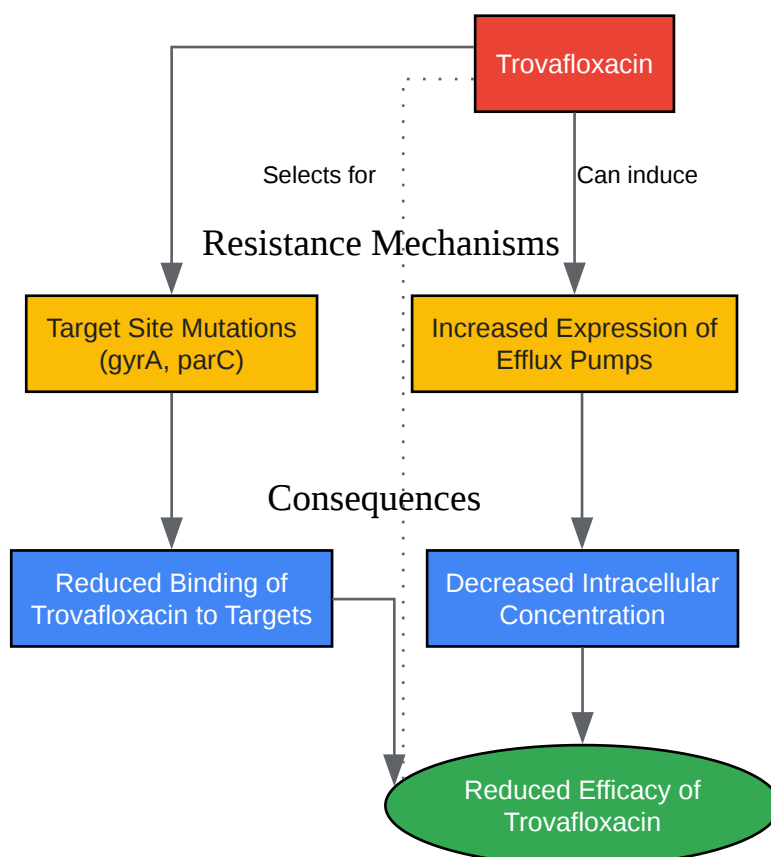 Trovafloxacin
Selects for
Can induce
Resistance Mechanisms
Target Site Mutations
(gyrA, parC)
Increased Expression of
Efflux Pumps
Consequences
Reduced Binding of
Trovafloxacin to Targets
Decreased Intracellular
Concentration
Reduced Efficacy of
Trovafloxacin